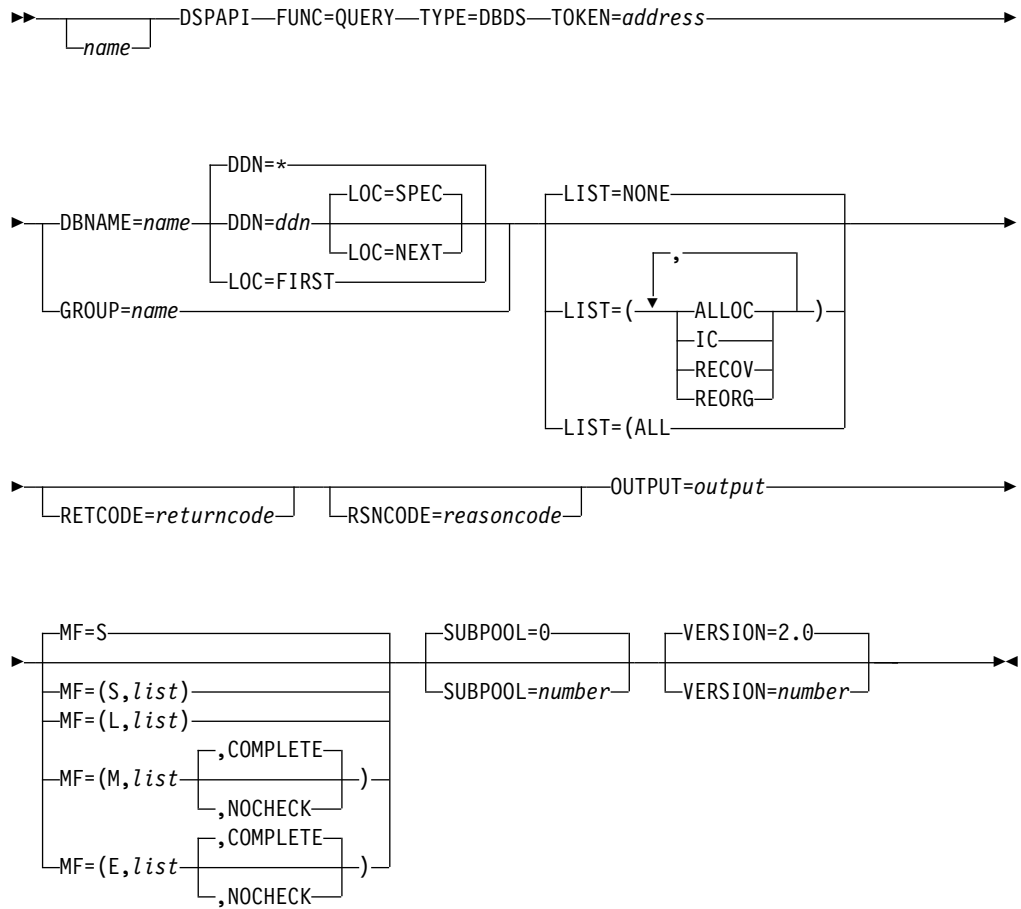 DSPAPI FUNC=QUERY TYPE=DBDS TOKEN=address
name
DDN=*
LOC=SPEC
LIST=NONE
DBNAME=name DDN=ddn
LOC=NEXT
,
LOC=FIRST
GROUP=name
LIST=( ALLOC )
IC
RECOV
REORG
LIST=(ALL
OUTPUT=output
RETCODE=returncode RSNCODE=reasoncode
MF=S SUBPOOL=0 VERSION=2.0
MF=(S,list) SUBPOOL=number VERSION=number
MF=(L,list)
,COMPLETE
MF=(M,list )
,NOCHECK
,COMPLETE
MF=(E,list )
,NOCHECK